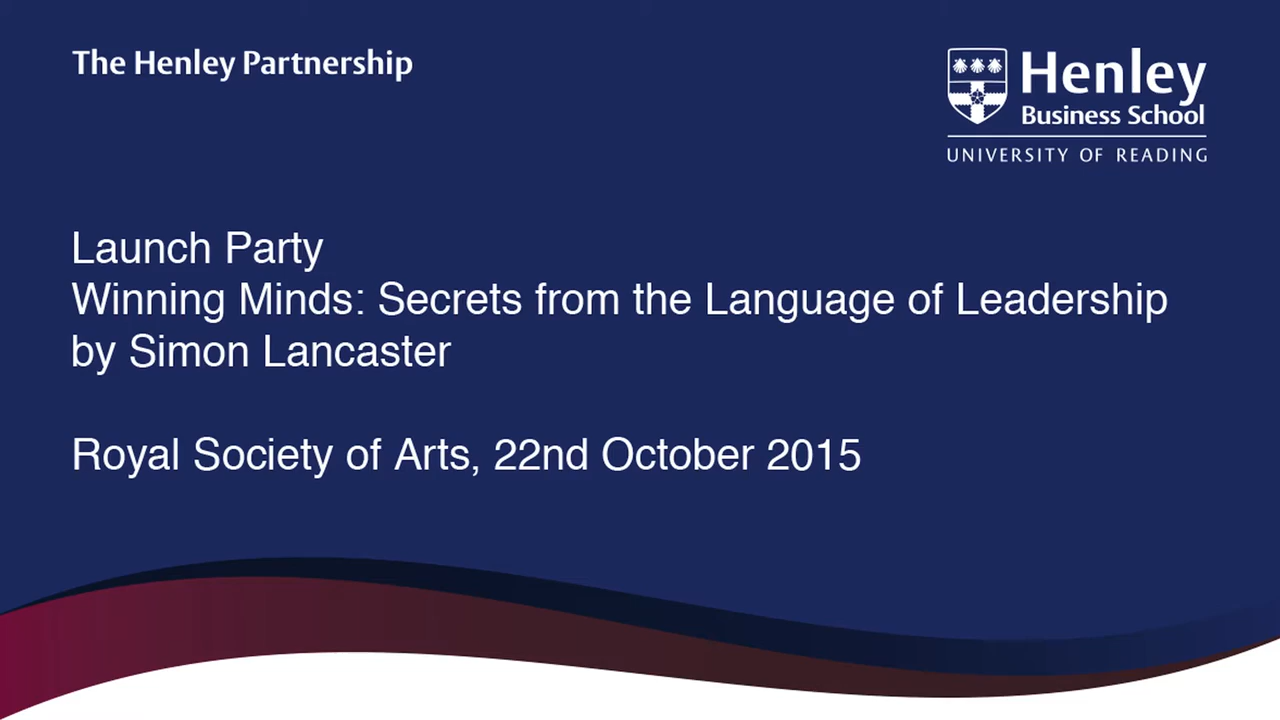 The Henley Partnership
Henley
Business School
UNIVERSITY OF READING
Launch Party
Winning Minds: Secrets from the Language of Leadership
by Simon Lancaster
Royal Society of Arts, 22nd October 2015